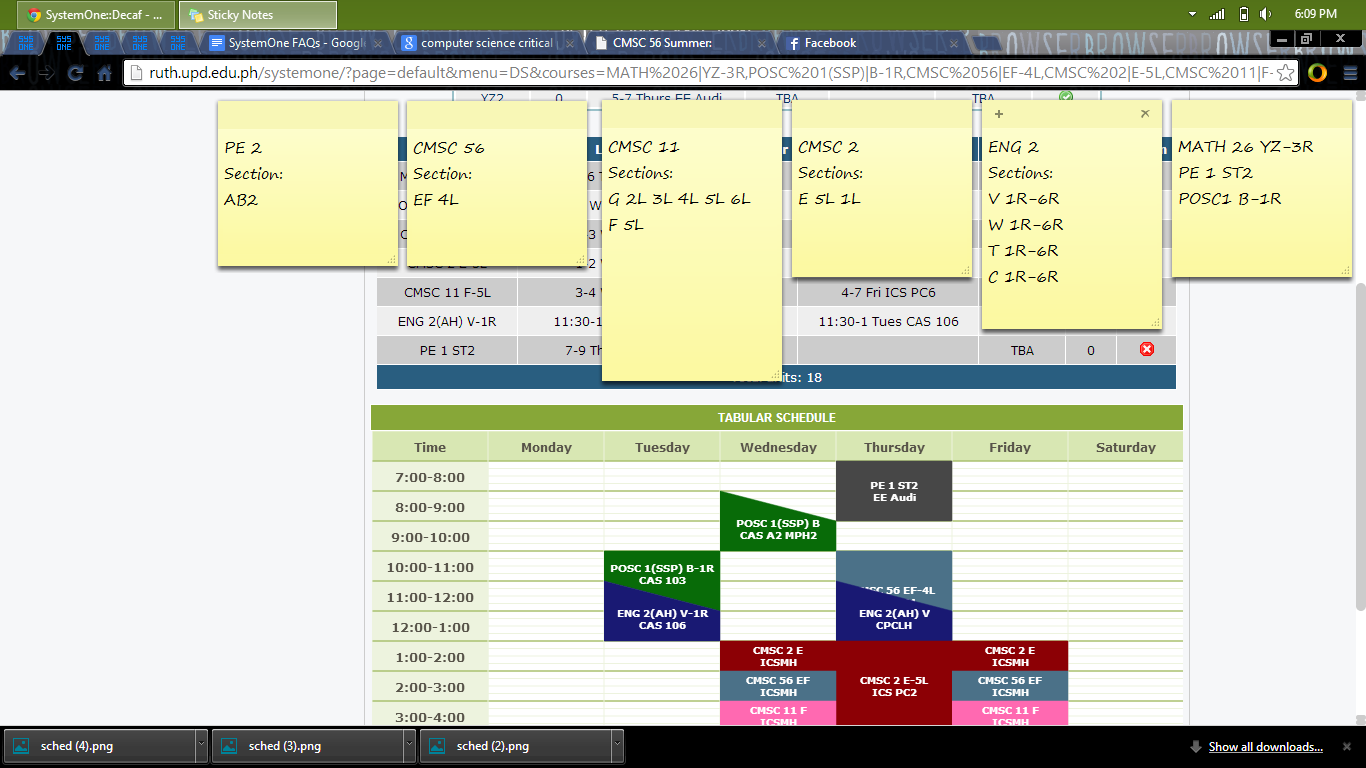 SystemOne::Decaf - ...
Sticky Notes
6:09 PM
SYS ONE
SYS ONE
SYS ONE
SYS ONE
SYS ONE
SystemOne FAQs - Google
computer science critical
CMSC 56 Summer:
Facebook
ruth.upd.edu.ph/systemone/?page=default&menu=DS&courses=MATH%2026|YZ-3R,POSC%201(SSP)|B-1R,CMSC%2056|EF-4L,CMSC%202|E-5L,CMSC%2011|F-
YZ2 0 5-7 Thurs EE Audi TBA TBA
PE 2
Section:
AB2
CMSC 56
Section:
EF 4L
CMSC 11
Sections:
G 2L 3L 4L 5L 6L
F 5L
CMSC 2
Sections:
E 5L 1L
ENG 2
Sections:
V 1R-6R
W 1R-6R
T 1R-6R
C 1R-6R
MATH 26 YZ-3R
PE 1 ST2
POSC1 B-1R
CMSC 11 F-5L 3-4 4-7 Fri ICS PC6
ENG 2(AH) V-1R 11:30-1 11:30-1 Tues CAS 106
PE 1 ST2 7-9 Th TBA 0
18
TABULAR SCHEDULE
Time Monday Tuesday Wednesday Thursday Friday Saturday
7:00-8:00
PE 1 ST2
EE Audi
8:00-9:00
POSC 1(SSP) B
CAS A2 MPH2
9:00-10:00
10:00-11:00
POSC 1(SSP) B-1R
CAS 103
11:00-12:00
56 EF-4L
ENG 2(AH) V-1R
CAS 106
ENG 2(AH) V
CPCLH
12:00-1:00
1:00-2:00
CMSC 2 E
ICSMH
CMSC 2 E-5L
ICS PC2
CMSC 2 E
ICSMH
2:00-3:00
CMSC 56 EF
ICSMH
CMSC 56 EF
ICSMH
3:00-4:00
CMSC 11 F
ICSMH
CMSC 11 F
ICSMH
sched (4).png
sched (3).png
sched (2).png
Show all downloads...